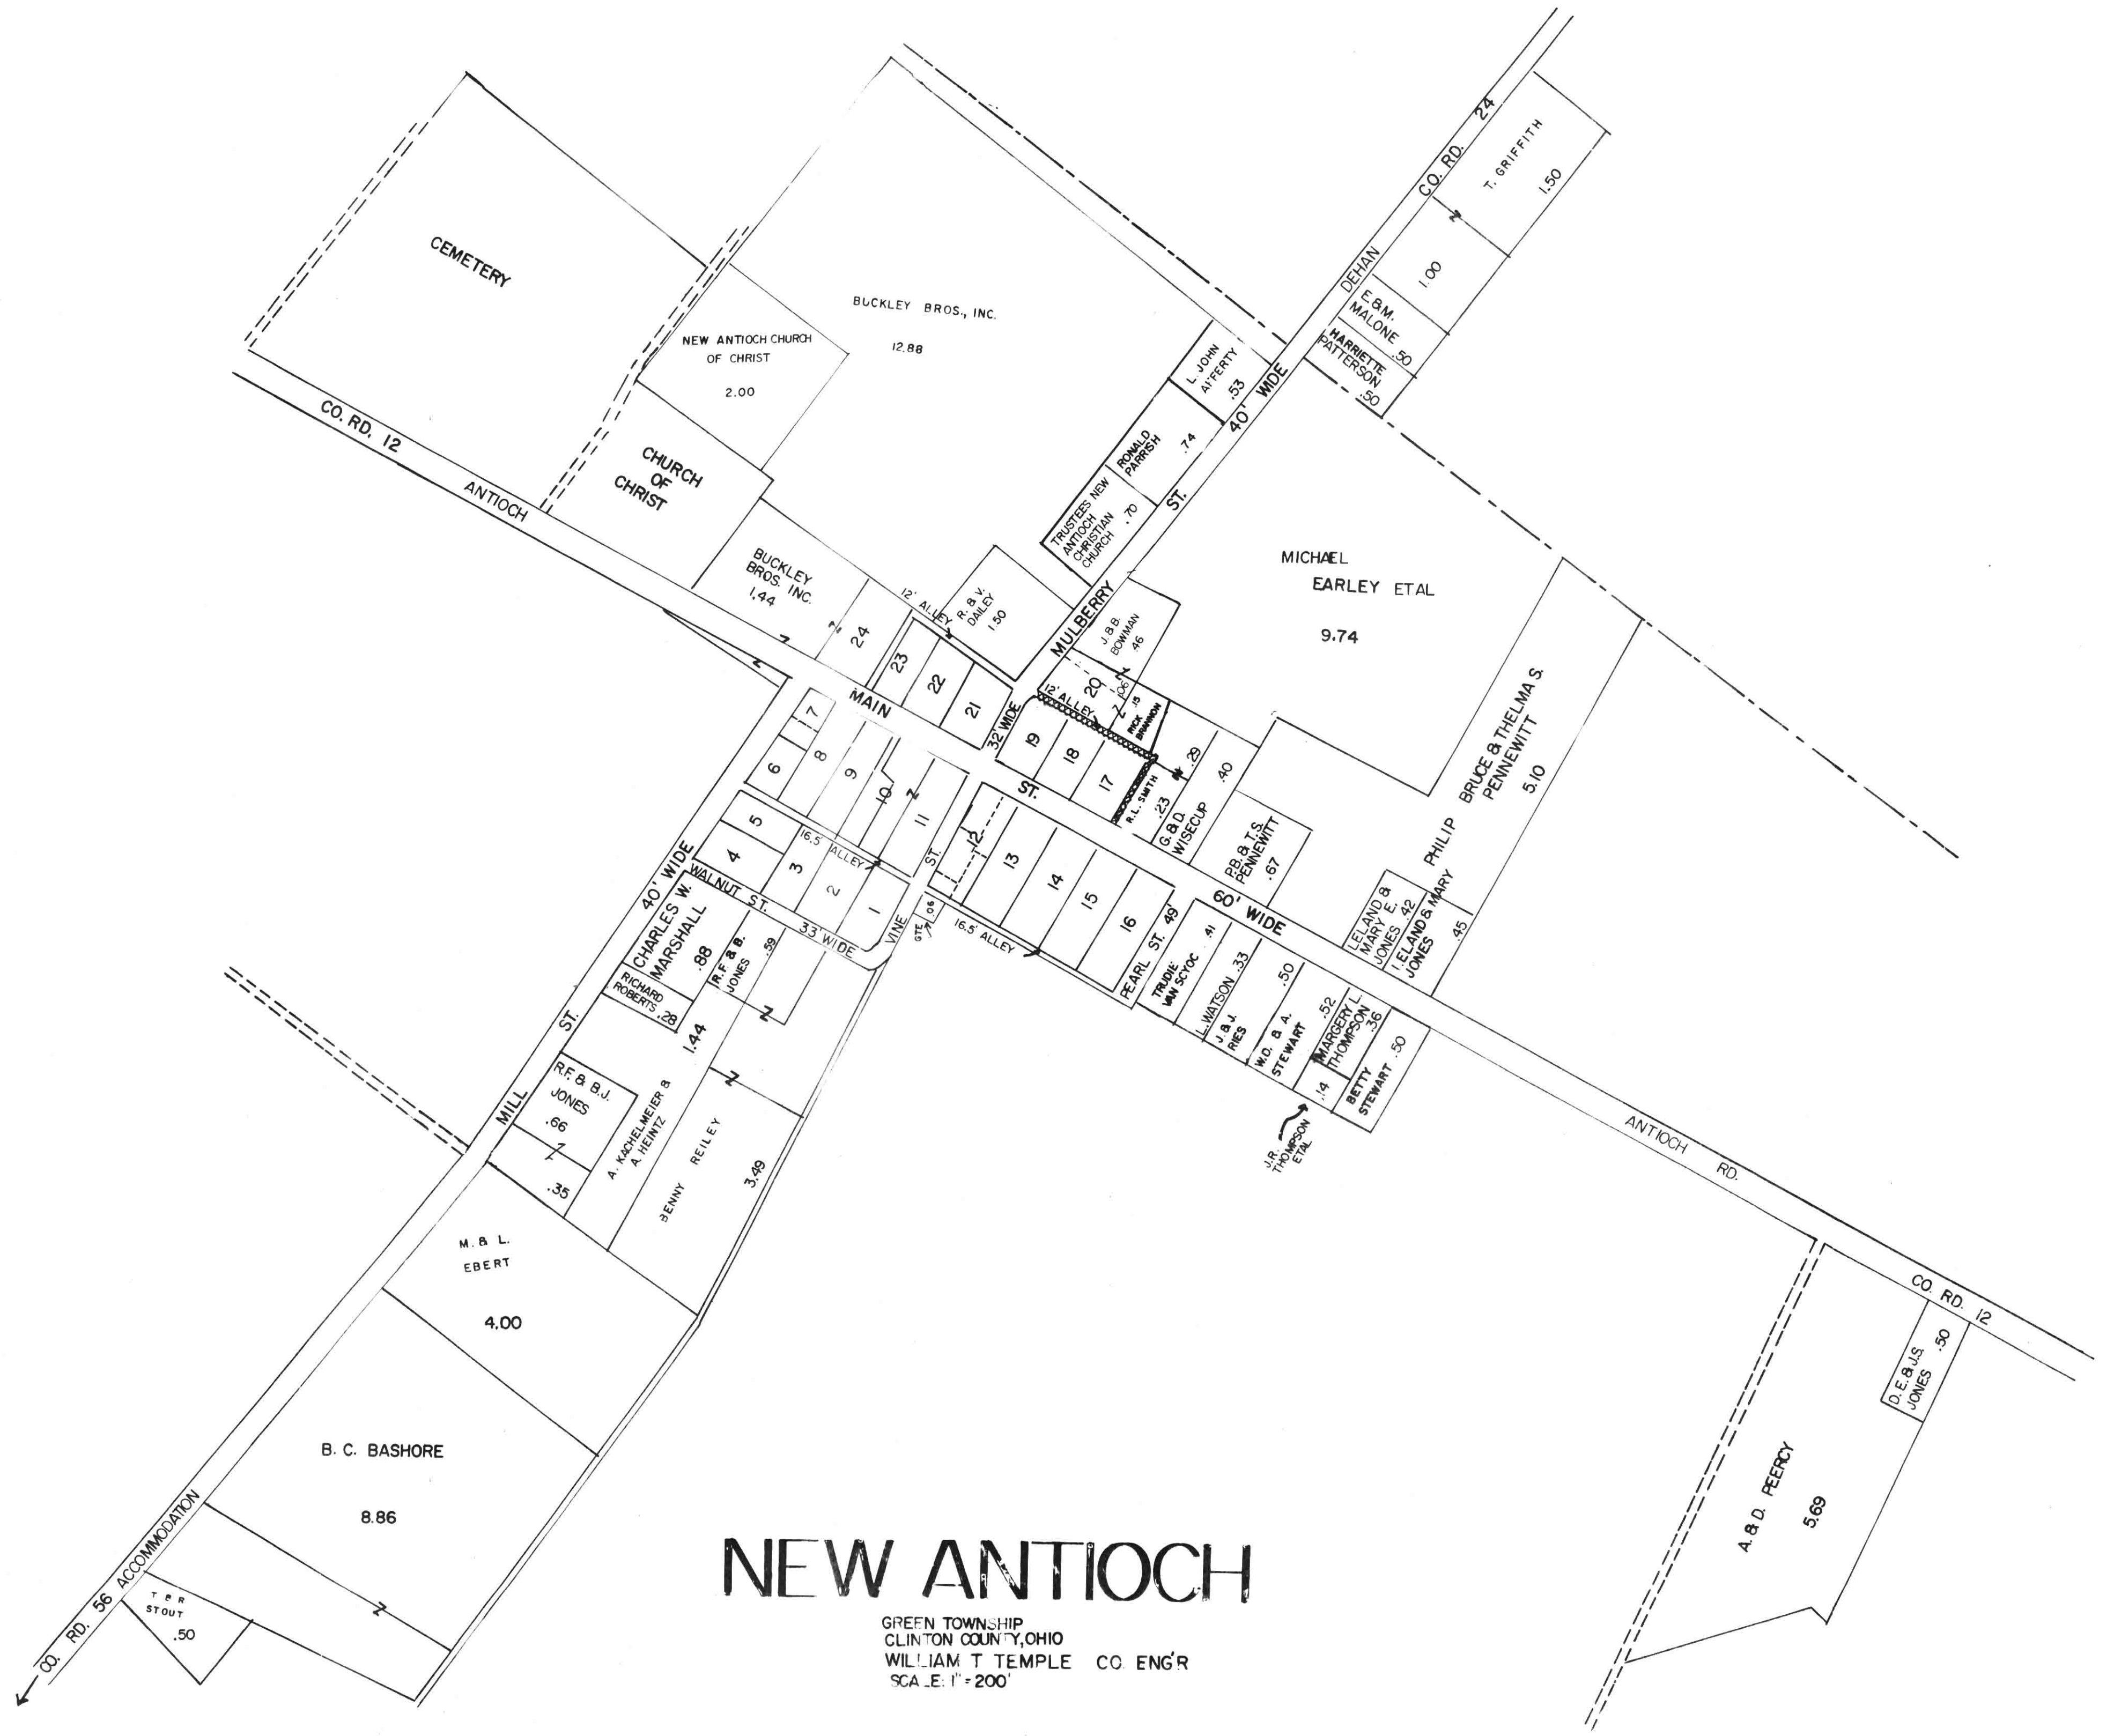 CEMETERY
CO. RD. 12
ANTIOCH
NEW ANTIOCH CHURCH
OF CHRIST
2.00
CHURCH
OF
CHRIST
BUCKLEY BROS., INC.
12.88
BUCKLEY
BROS. INC.
1.44
CO. RD. 24
DEHAN
T. GRIFFITH
1.50
1.00
E. & M.
MALONE .50
HARRIETTE
PATTERSON
.50
L. JOHN
.53
40' WIDE
RONALD
PARRISH
.74
TRUSTEES NEW
ANTIOCH
CHRISTIAN
CHURCH .70
MULBERRY ST.
R. & V.
DAILEY
1.50
12' ALLEY
J. & B.
BOWMAN
.46
MICHAEL
EARLEY ETAL
9.74
PHILIP BRUCE & THELMA S.
PENNEWITT
5.10
24
23
22
21
MAIN ST.
32' WIDE
20
.06
12' ALLEY
.15
RICK
BRANNON
19
18
17
R.L. SMITH
.23
.29
G. & D.
WISECUP
.40
P.B. & T.S.
PENNEWITT
.67
60' WIDE
LELAND &
MARY E.
JONES .42
LELAND & MARY
JONES .45
7
6
8
9
10
11
5
4
3
2
1
16.5' ALLEY
WALNUT ST.
33' WIDE
VINE ST.
GTE
.06
12
13
14
15
16
16.5' ALLEY
PEARL ST. 49'
TRUDIE
VAN SCYOC .41
L. WATSON .33
J. & J.
RIES
.50
W.O. & A.
STEWART
.52
MARGERY L.
THOMPSON
.36
.14
J.R.
THOMPSON
ETAL
BETTY
STEWART .50
40' WIDE
MILL ST.
CHARLES W.
MARSHALL
.88
RICHARD
ROBERTS .28
R.F. & B.
JONES .59
1.44
A. KACHELMEIER &
A. HEINTZ
R.F. & B.J.
JONES
.66
.35
BENNY REILEY
3.49
M. & L.
EBERT
4.00
B. C. BASHORE
8.86
CO. RD. 56 ACCOMMODATION
T & R
STOUT
.50
ANTIOCH RD.
CO. RD. 12
D. E. & J.S.
JONES
.50
A. & D. PEERCY
5.69
NEW ANTIOCH
GREEN TOWNSHIP
CLINTON COUNTY, OHIO
WILLIAM T TEMPLE CO. ENG'R
SCALE: 1" = 200'